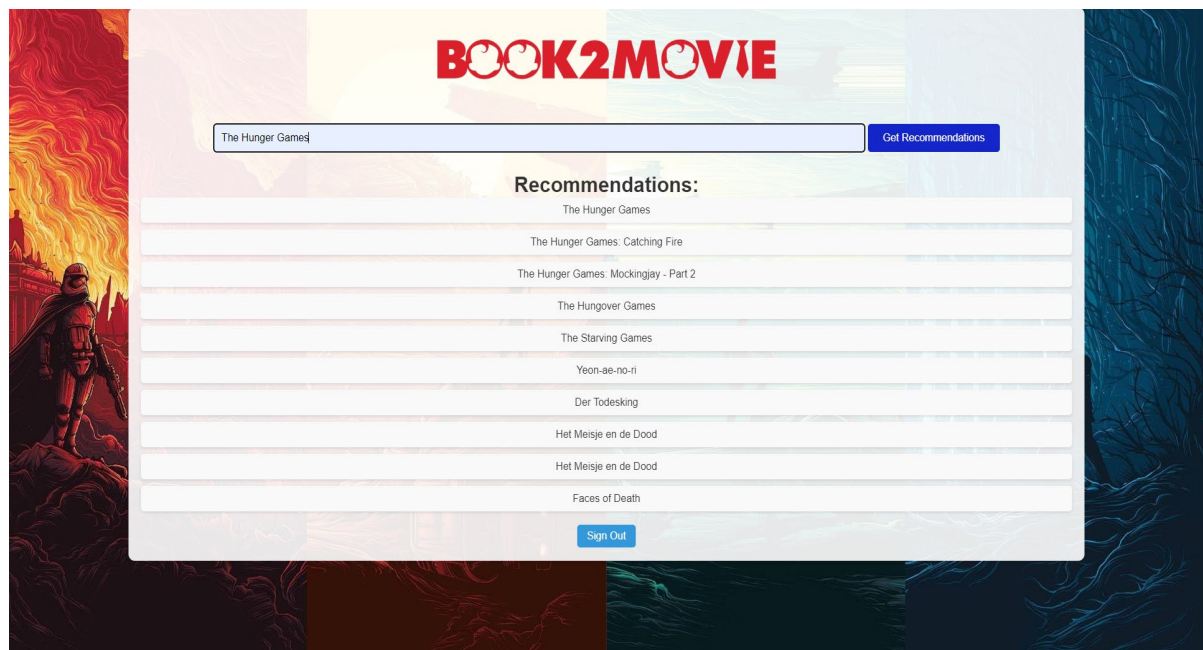 BOOK2MOVIE
The Hunger Games Get Recommendations
Recommendations:
The Hunger Games
The Hunger Games: Catching Fire
The Hunger Games: Mockingjay - Part 2
The Hungover Games
The Starving Games
Yeon-ae-no-ri
Der Todesking
Het Meisje en de Dood
Het Meisje en de Dood
Faces of Death
Sign Out